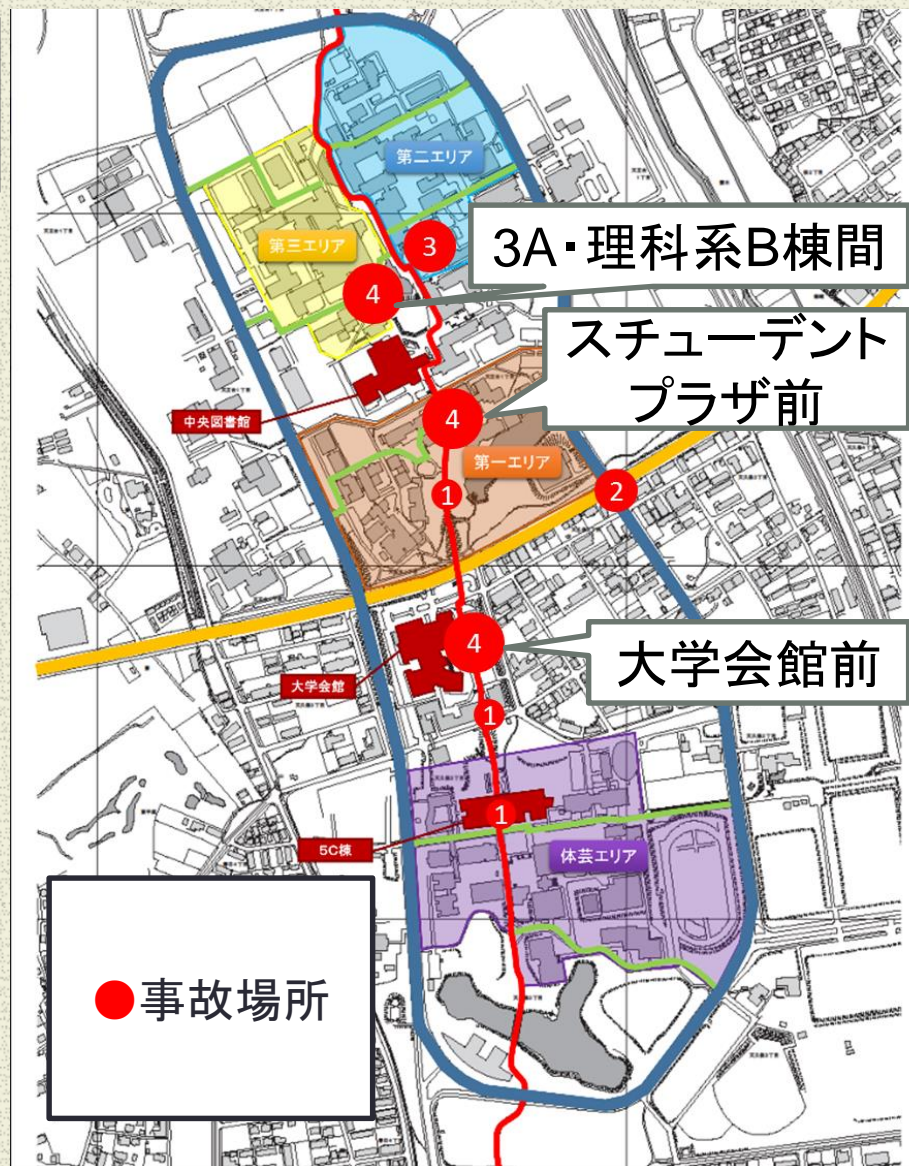 第二エリア
3
3A・理科系B棟間
第三エリア
4
スチューデント
プラザ前
中央図書館
4
第一エリア
1
2
4
大学会館前
大学会館
1
1
5C棟
体芸エリア
●事故場所